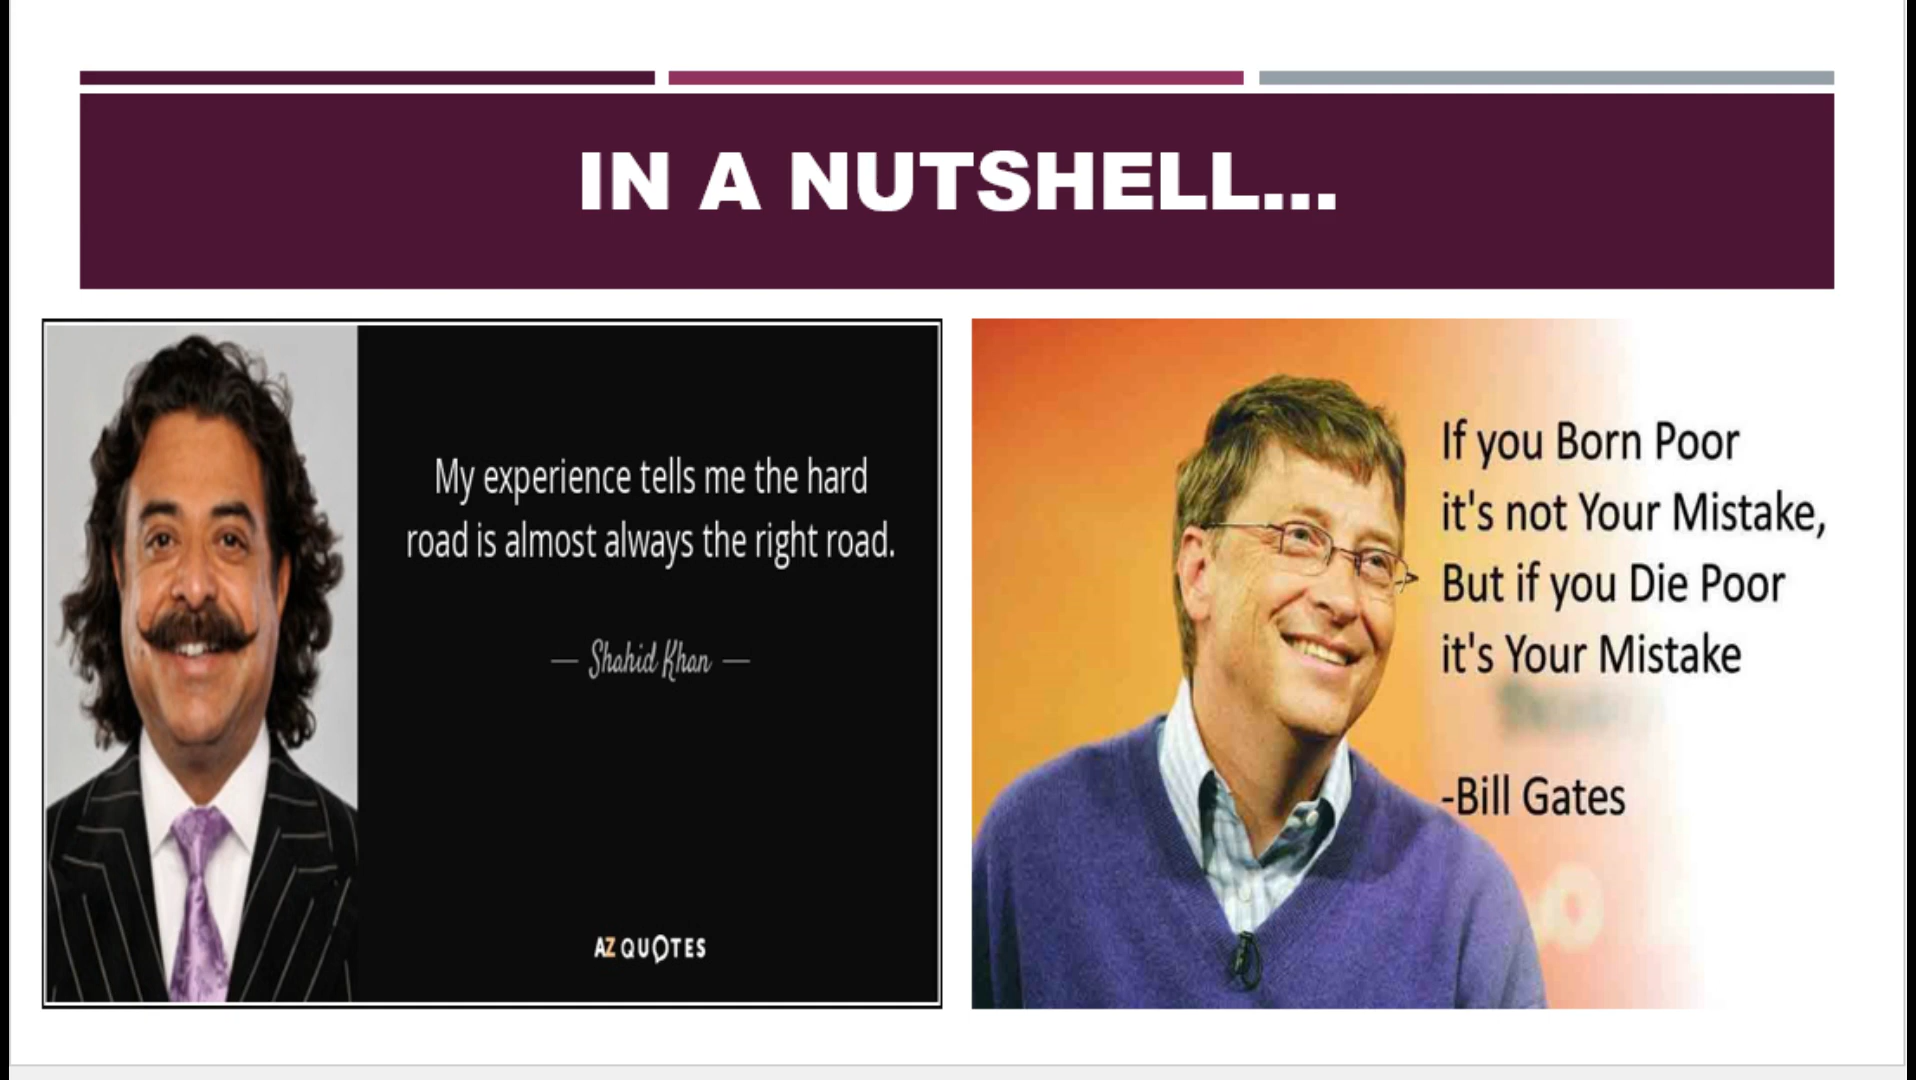 IN A NUTSHELL...
My experience tells me the hard
road is almost always the right road.
— Shahid Khan —
AZ QUOTES
If you Born Poor
it's not Your Mistake,
But if you Die Poor
it's Your Mistake
-Bill Gates